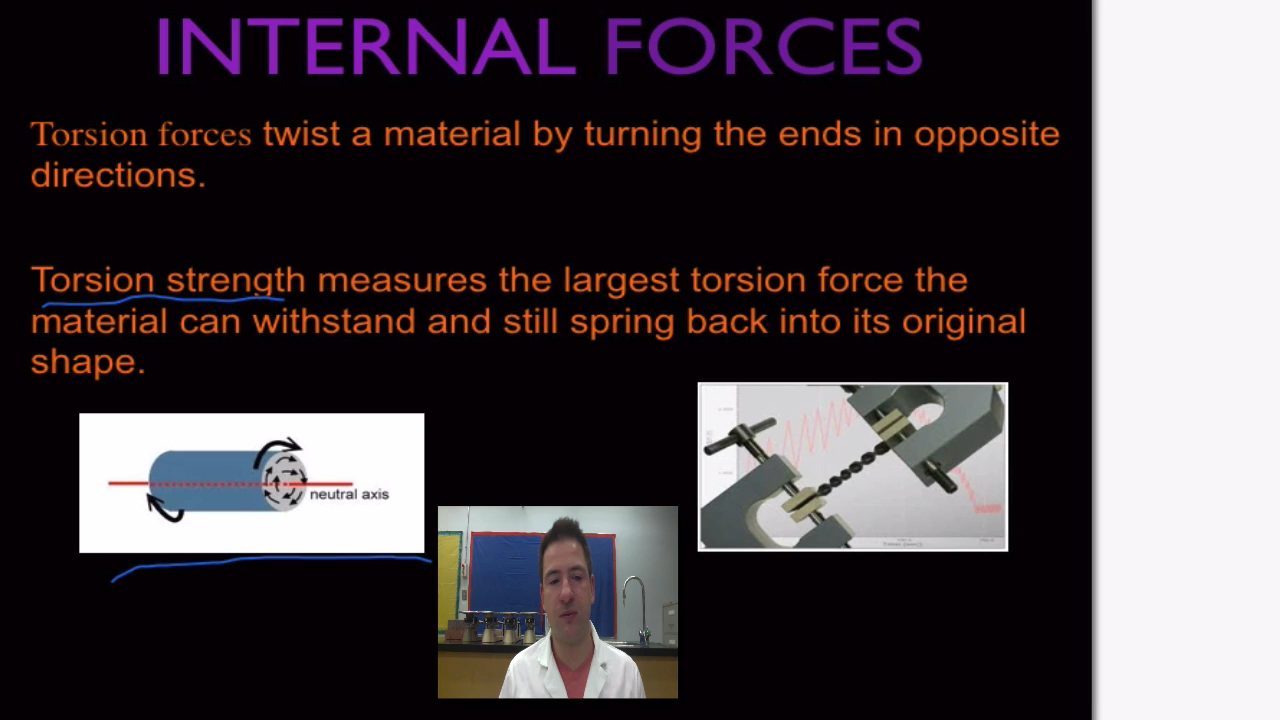 INTERNAL FORCES
Torsion forces twist a material by turning the ends in opposite
directions.
Torsion strength measures the largest torsion force the
material can withstand and still spring back into its original
shape.
neutral axis